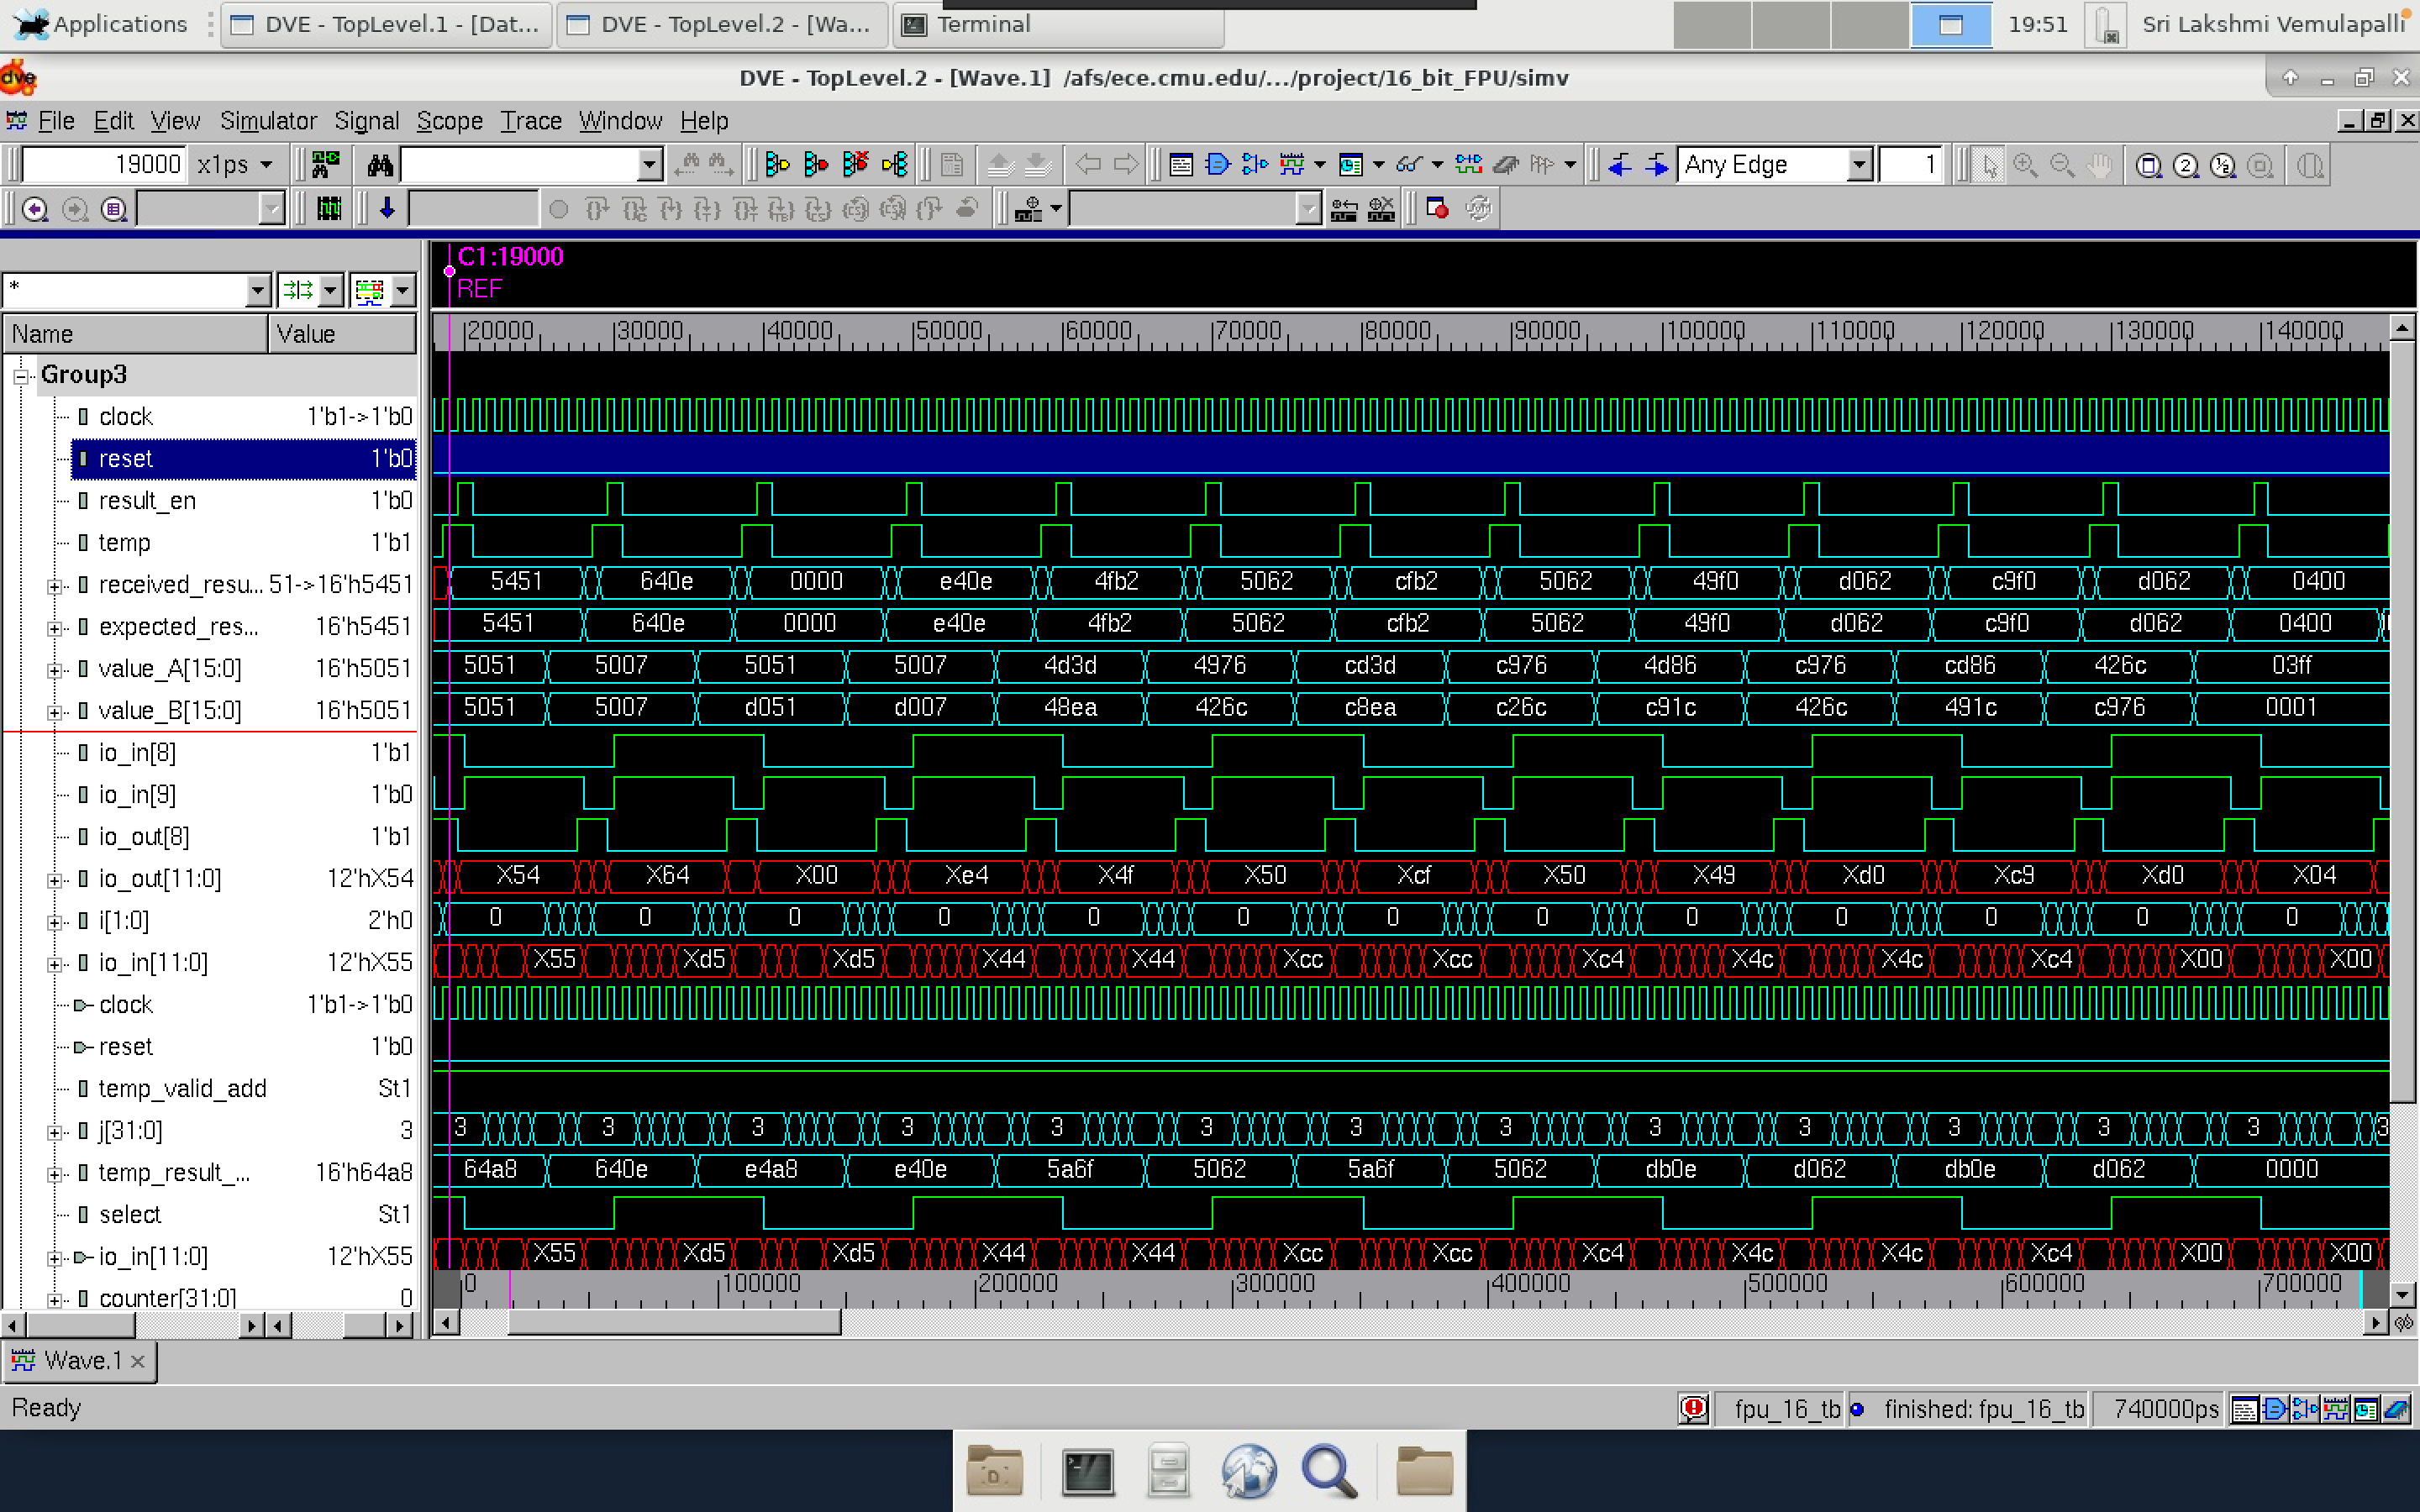 Applications
DVE - TopLevel.1 - [Dat...
DVE - TopLevel.2 - [Wa...
Terminal
19:51
Sri Lakshmi Vemulapalli
dve
DVE - TopLevel.2 - [Wave.1] /afs/ece.cmu.edu/.../project/16_bit_FPU/simv
File Edit View Simulator Signal Scope Trace Window Help
19000 x1ps
Any Edge 1
C1:19000
REF
*
Name Value
20000 30000 40000 50000 60000 70000 80000 90000 100000 110000 120000 130000 140000
Group3
clock 1'b1->1'b0
reset 1'b0
result_en 1'b0
temp 1'b1
received_resu... 51->16'h5451 5451 640e 0000 e40e 4fb2 5062 cfb2 5062 49f0 d062 c9f0 d062 0400
expected_res... 16'h5451 5451 640e 0000 e40e 4fb2 5062 cfb2 5062 49f0 d062 c9f0 d062 0400
value_A[15:0] 16'h5051 5051 5007 5051 5007 4d3d 4976 cd3d c976 4d86 c976 cd86 426c 03ff
value_B[15:0] 16'h5051 5051 5007 d051 d007 48ea 426c c8ea c26c c91c 426c 491c c976 0001
io_in[8] 1'b1
io_in[9] 1'b0
io_out[8] 1'b1
io_out[11:0] 12'hX54 X54 X64 X00 Xe4 X4f X50 Xcf X50 X49 Xd0 Xc9 Xd0 X04
i[1:0] 2'h0 0 0 0 0 0 0 0 0 0 0 0 0 0
io_in[11:0] 12'hX55 X55 Xd5 Xd5 X44 X44 Xcc Xcc Xc4 X4c X4c Xc4 X00 X00
clock 1'b1->1'b0
reset 1'b0
temp_valid_add St1
j[31:0] 3 3 3 3 3 3 3 3 3 3 3 3 3 3 3
temp_result_... 16'h64a8 64a8 640e e4a8 e40e 5a6f 5062 5a6f 5062 db0e d062 db0e d062 0000
select St1
io_in[11:0] 12'hX55 X55 Xd5 Xd5 X44 X44 Xcc Xcc Xc4 X4c X4c Xc4 X00 X00
counter[31:0] 0
0 100000 200000 300000 400000 500000 600000 700000
Wave.1
Ready
fpu_16_tb
finished: fpu_16_tb
740000ps